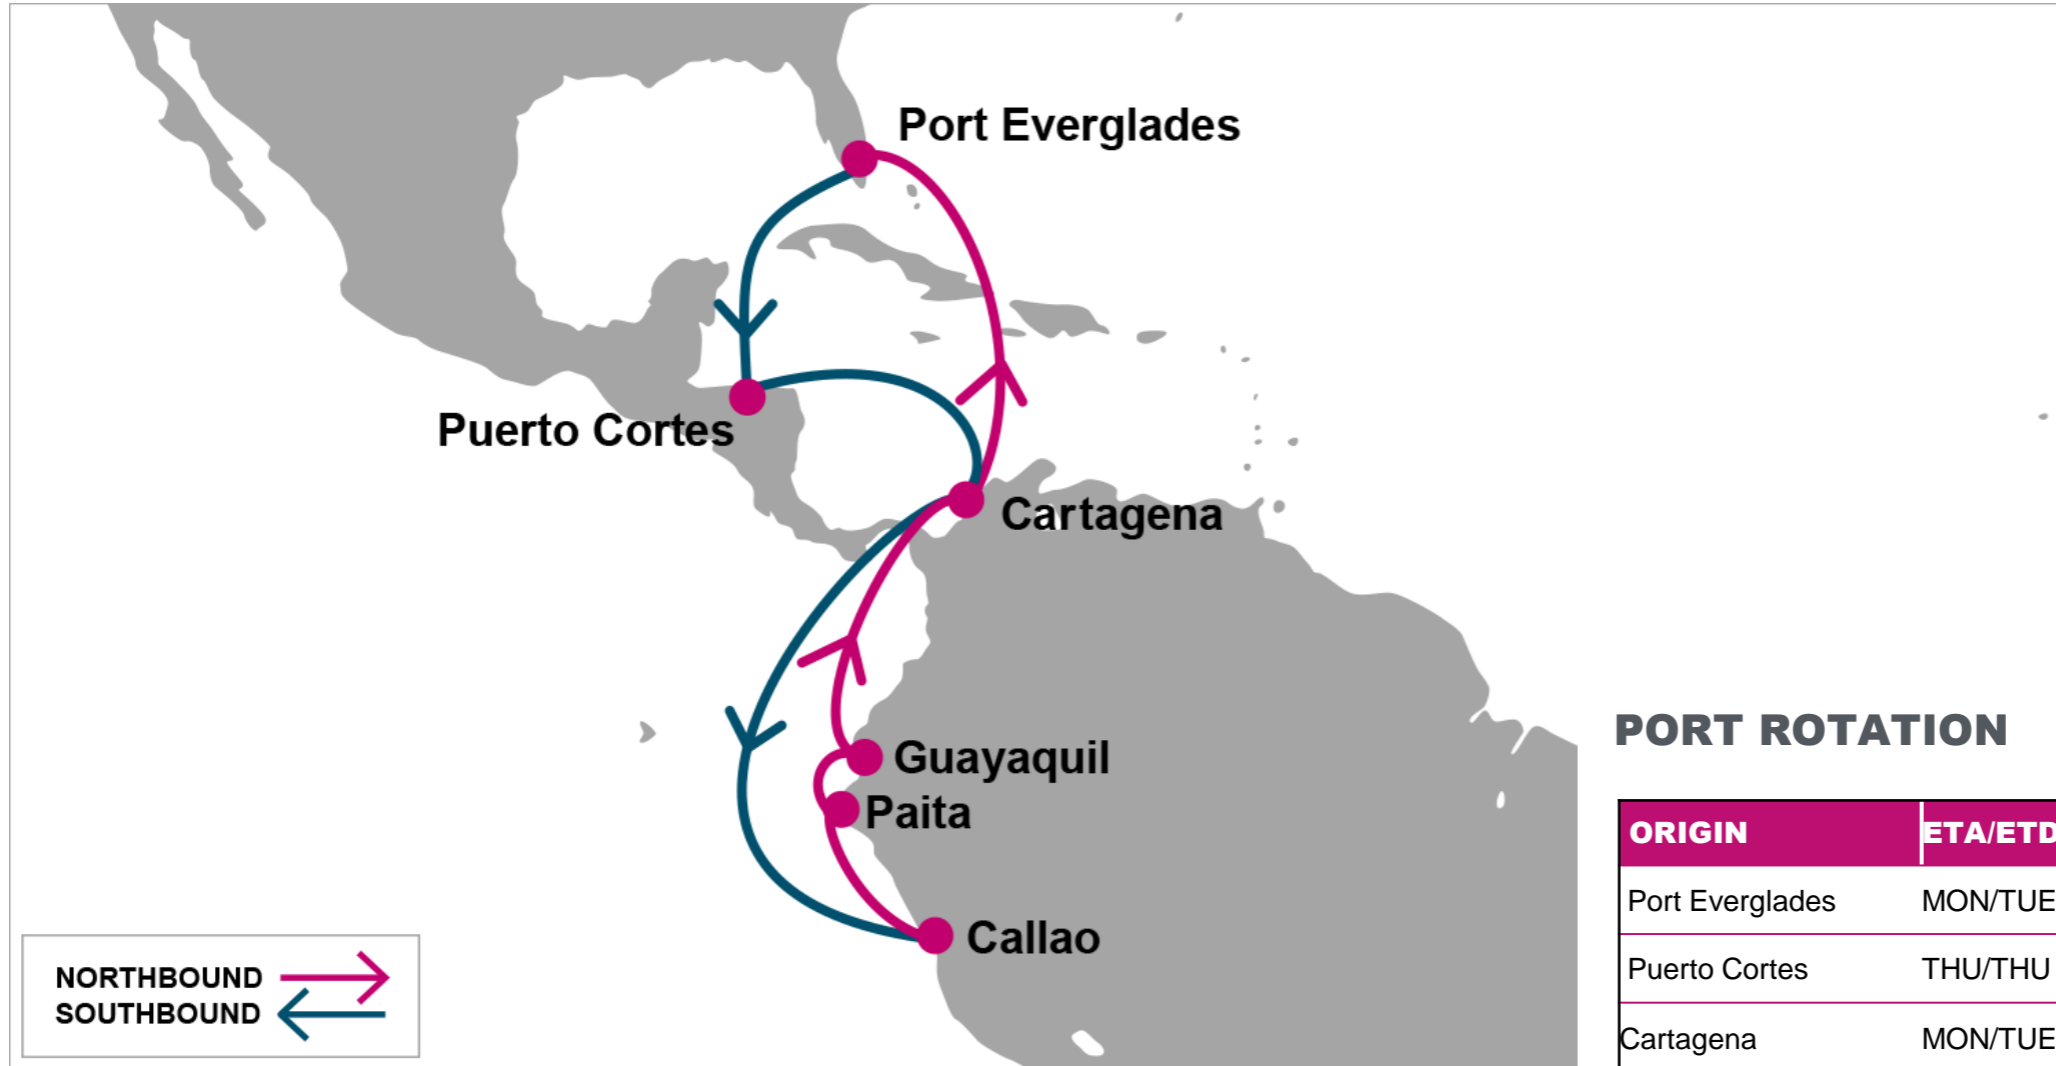 Port Everglades
Puerto Cortes
Cartagena
Guayaquil
Paita
Callao
NORTHBOUND
SOUTHBOUND
PORT ROTATION
ORIGIN ETA/ETD
Port Everglades MON/TUE
Puerto Cortes THU/THU
Cartagena MON/TUE